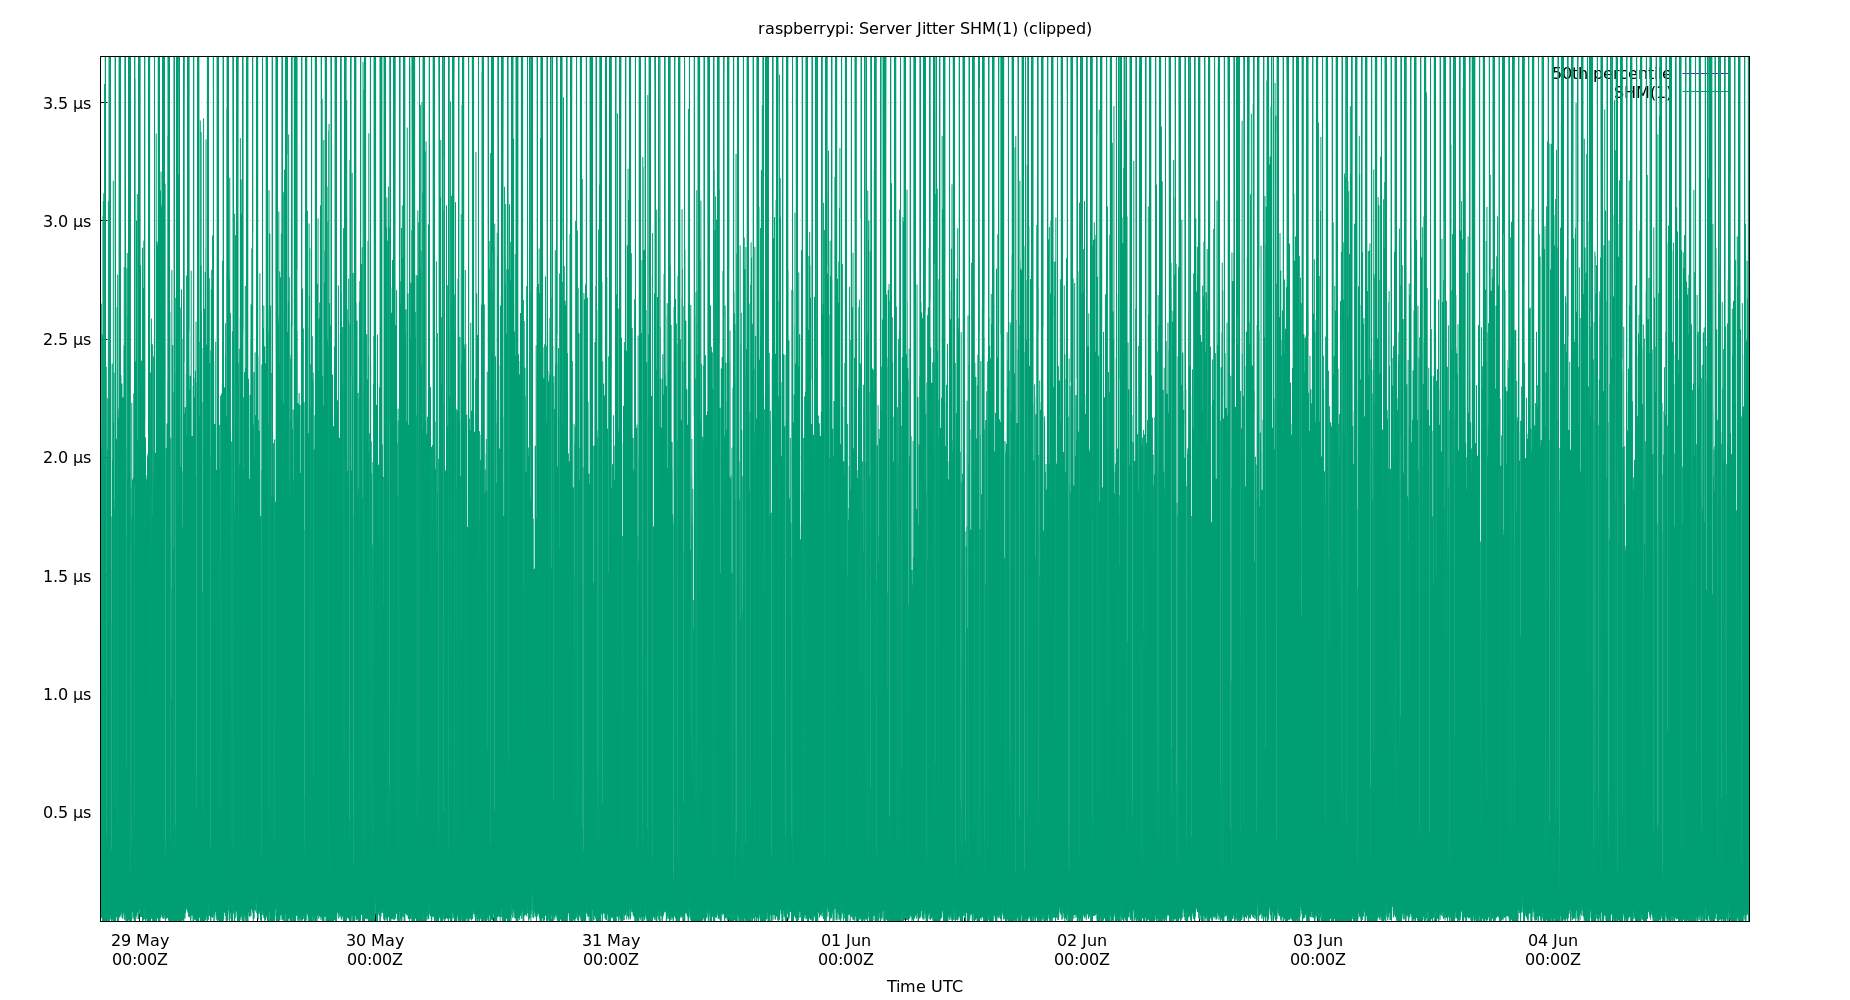 raspberrypi: Server Jitter SHM(1) (clipped)
50th percentile
SHM(1)
3.5 µs
3.0 µs
2.5 µs
2.0 µs
1.5 µs
1.0 µs
0.5 µs
29 May 30 May 31 May 01 Jun 02 Jun 03 Jun 04 Jun
00:00Z 00:00Z 00:00Z 00:00Z 00:00Z 00:00Z 00:00Z
Time UTC